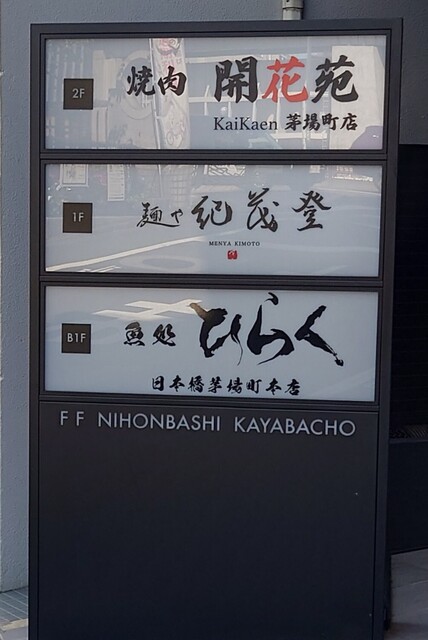 2F
焼肉 開花苑
KaiKaen 茅場町店
1F
麺や 紀茂登
MENYA KIMOTO
B1F
魚処 ひらく
日本橋茅場町本店
FF NIHONBASHI KAYABACHO